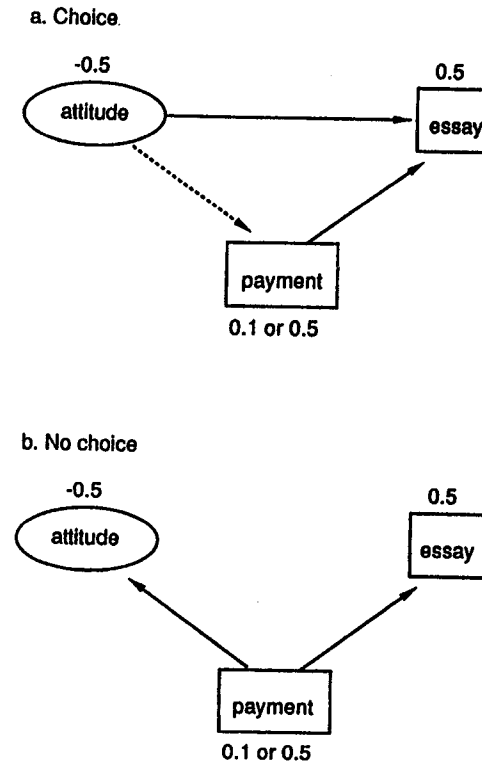 a. Choice
-0.5
0.5
attitude
essay
payment
0.1 or 0.5
b. No choice
-0.5
0.5
attitude
essay
payment
0.1 or 0.5